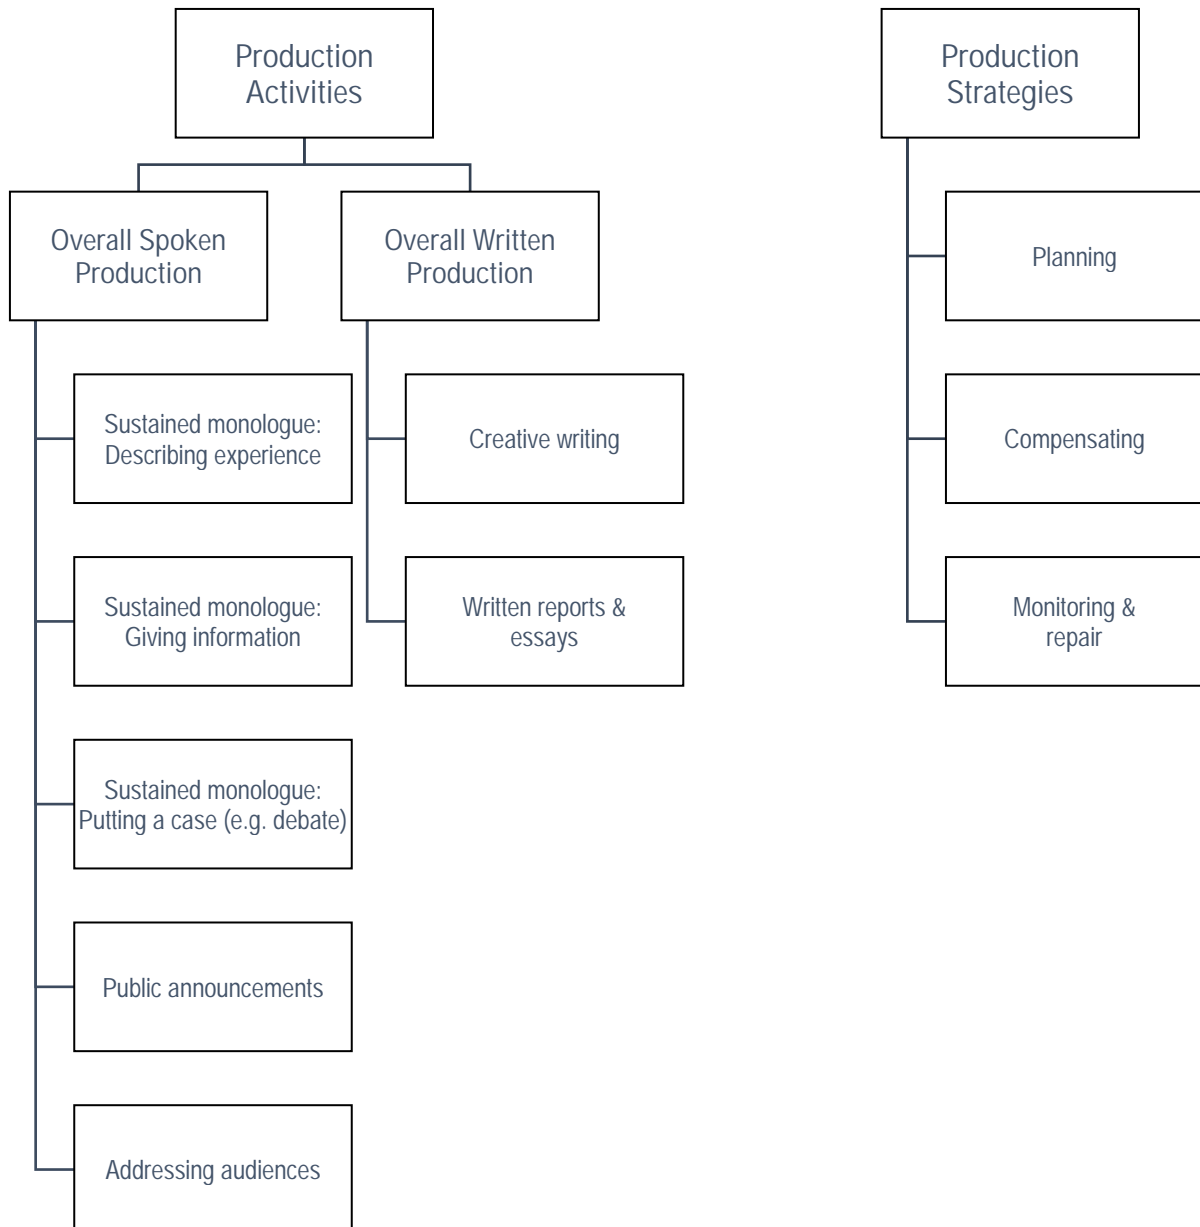 Production
Activities
Overall Spoken
Production
Sustained monologue:
Describing experience
Sustained monologue:
Giving information
Sustained monologue:
Putting a case (e.g. debate)
Public announcements
Addressing audiences
Overall Written
Production
Creative writing
Written reports &
essays
Production
Strategies
Planning
Compensating
Monitoring &
repair